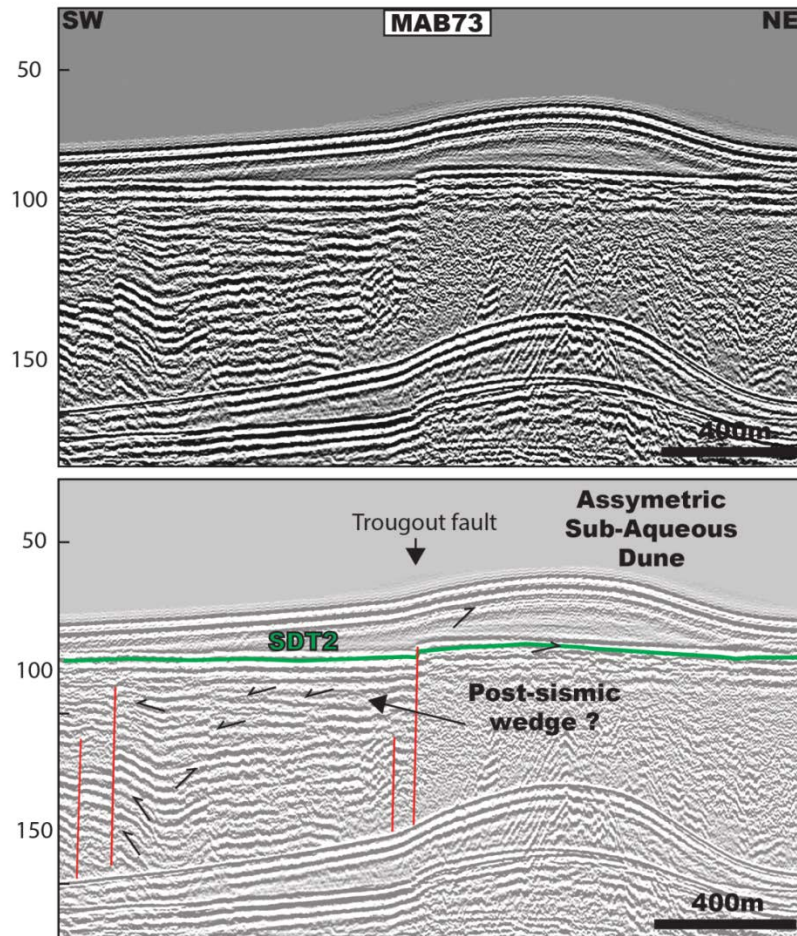 SW MAB73 NE
50
100
150
400m
50
Trougout fault
Assymetric
Sub-Aqueous
Dune
SDT2
100
Post-sismic
wedge ?
150
400m